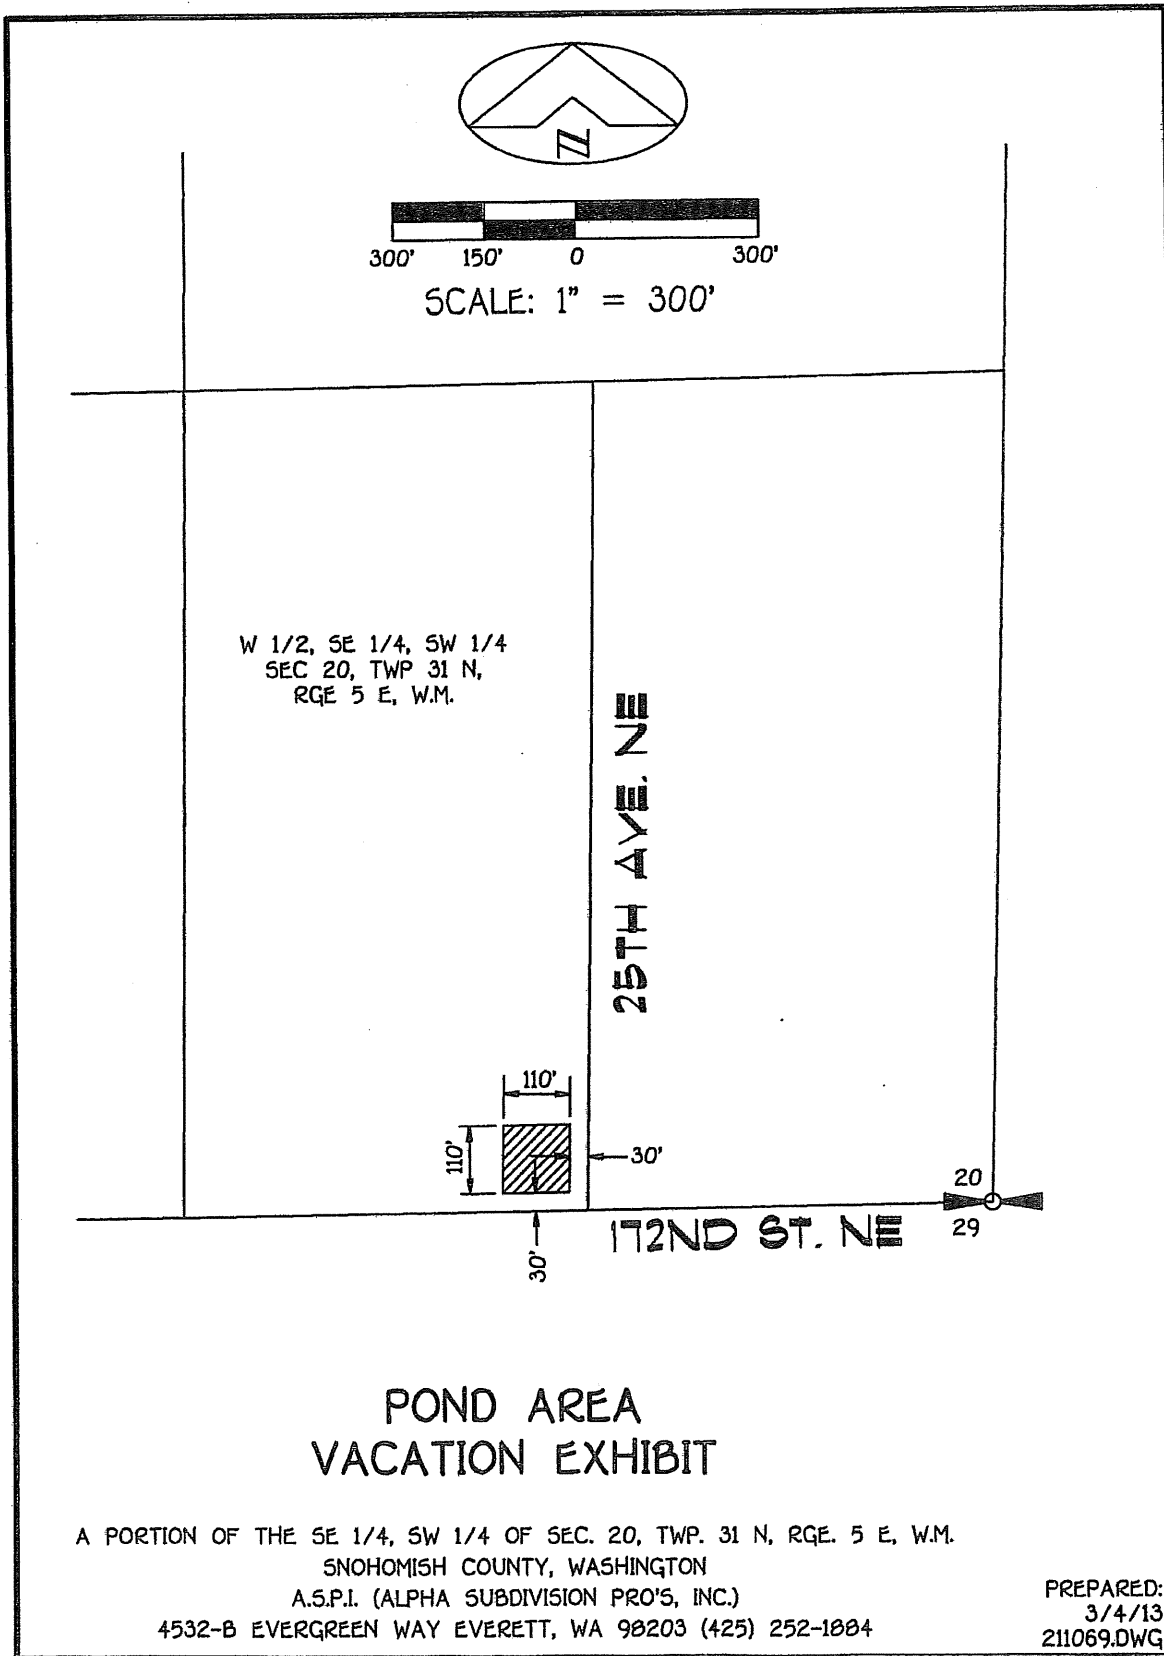 N
300' 150' 0 300'
SCALE: 1" = 300'
W 1/2, SE 1/4, SW 1/4
SEC 20, TWP 31 N,
RGE 5 E, W.M.
25TH AVE. NE
110'
110'
30'
30'
20
29
172ND ST. NE
POND AREA
VACATION EXHIBIT
A PORTION OF THE SE 1/4, SW 1/4 OF SEC. 20, TWP. 31 N, RGE. 5 E, W.M.
SNOHOMISH COUNTY, WASHINGTON
A.S.P.I. (ALPHA SUBDIVISION PRO'S, INC.)
4532-B EVERGREEN WAY EVERETT, WA 98203 (425) 252-1884
PREPARED:
3/4/13
211069.DWG